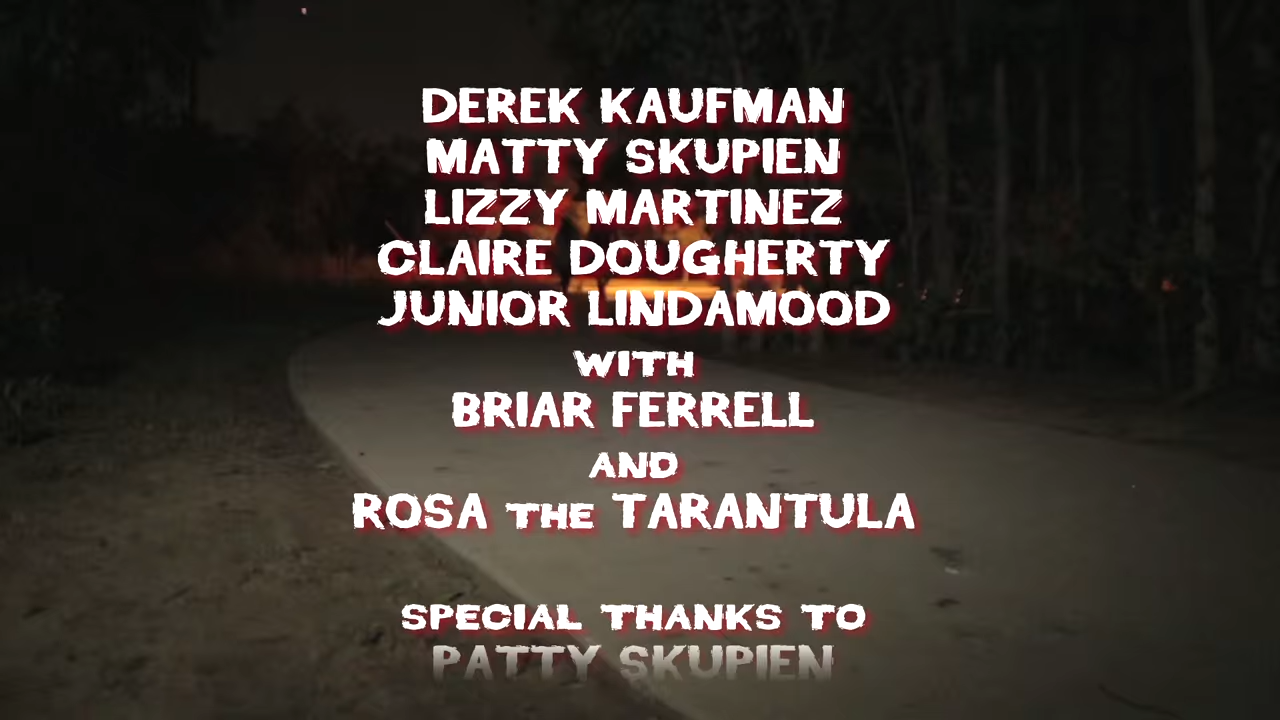 DEREK KAUFMAN
MATTY SKUPIEN
LIZZY MARTINEZ
CLAIRE DOUGHERTY
JUNIOR LINDAMOOD
WITH
BRIAR FERRELL
AND
ROSA THE TARANTULA
SPECIAL THANKS TO
PATTY SKUPIEN